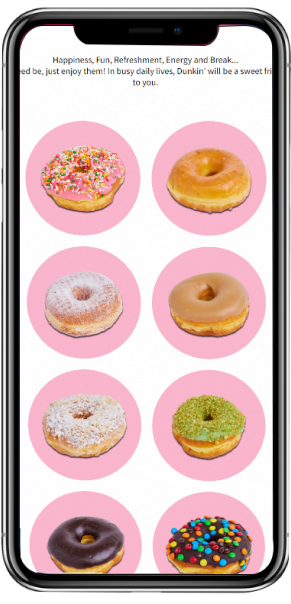 Happiness, Fun, Refreshment, Energy and Break...
eed be, just enjoy them! In busy daily lives, Dunkin' will be a sweet fri
to you.